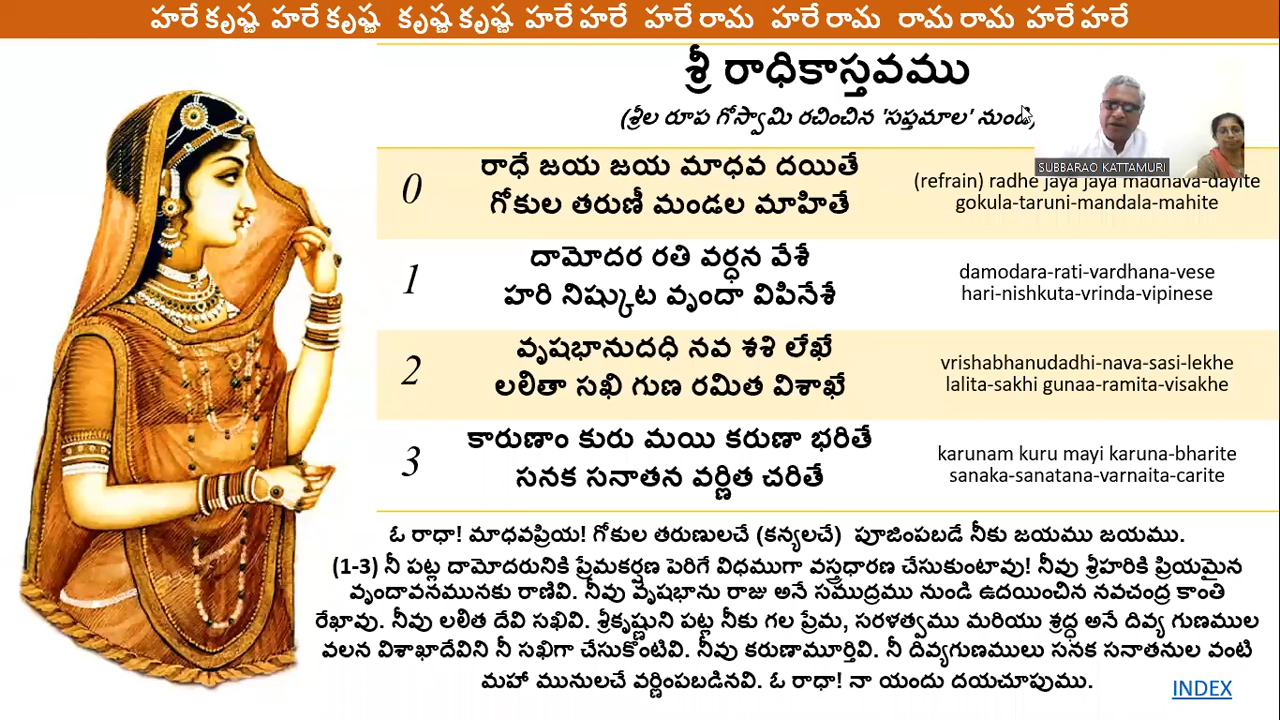 హరే కృష్ణ హరే కృష్ణ కృష్ణ కృష్ణ హరే హరే హరే రామ హరే రామ రామ రామ హరే హరే
శ్రీ రాధికాస్తవము
(శ్రీల రూప గోస్వామి రచించిన 'సప్తమాల' నుండి)
SUBBARAO KATTAMURI
0
రాధే జయ జయ మాధవ దయితే
గోకుల తరుణీ మండల మాహితే
(refrain) radhe jaya jaya madhava-dayite
gokula-taruni-mandala-mahite
1
దామోదర రతి వర్ధన వేశే
హరి నిష్కుట వృందా విపినేశే
damodara-rati-vardhana-vese
hari-nishkuta-vrinda-vipinese
2
వృషభానుదధి నవ శశి లేఖే
లలితా సఖి గుణ రమిత విశాఖే
vrishabhanudadhi-nava-sasi-lekhe
lalita-sakhi gunaa-ramita-visakhe
3
కారుణాం కురు మయి కరుణా భరితే
సనక సనాతన వర్ణిత చరితే
karunam kuru mayi karuna-bharite
sanaka-sanatana-varnaita-carite
ఓ రాధా! మాధవప్రియ! గోకుల తరుణులచే (కన్యలచే) పూజింపబడే నీకు జయము జయము.
(1-3) నీ పట్ల దామోదరునికి ప్రేమకర్షణ పెరిగే విధముగా వస్త్రధారణ చేసుకుంటావు! నీవు శ్రీహరికి ప్రియమైన
వృందావనమునకు రాణివి. నీవు వృషభాను రాజు అనే సముద్రము నుండి ఉదయించిన నవచంద్ర కాంతి
రేఖావు. నీవు లలిత దేవి సఖివి. శ్రీకృష్ణుని పట్ల నీకు గల ప్రేమ, సరళత్వము మరియు శ్రద్ధ అనే దివ్య గుణముల
వలన విశాఖాదేవిని నీ సఖిగా చేసుకొంటివి. నీవు కరుణామూర్తివి. నీ దివ్యగుణములు సనక సనాతనుల వంటి
మహా మునులచే వర్ణింపబడినవి. ఓ రాధా! నా యందు దయచూపుము.
INDEX